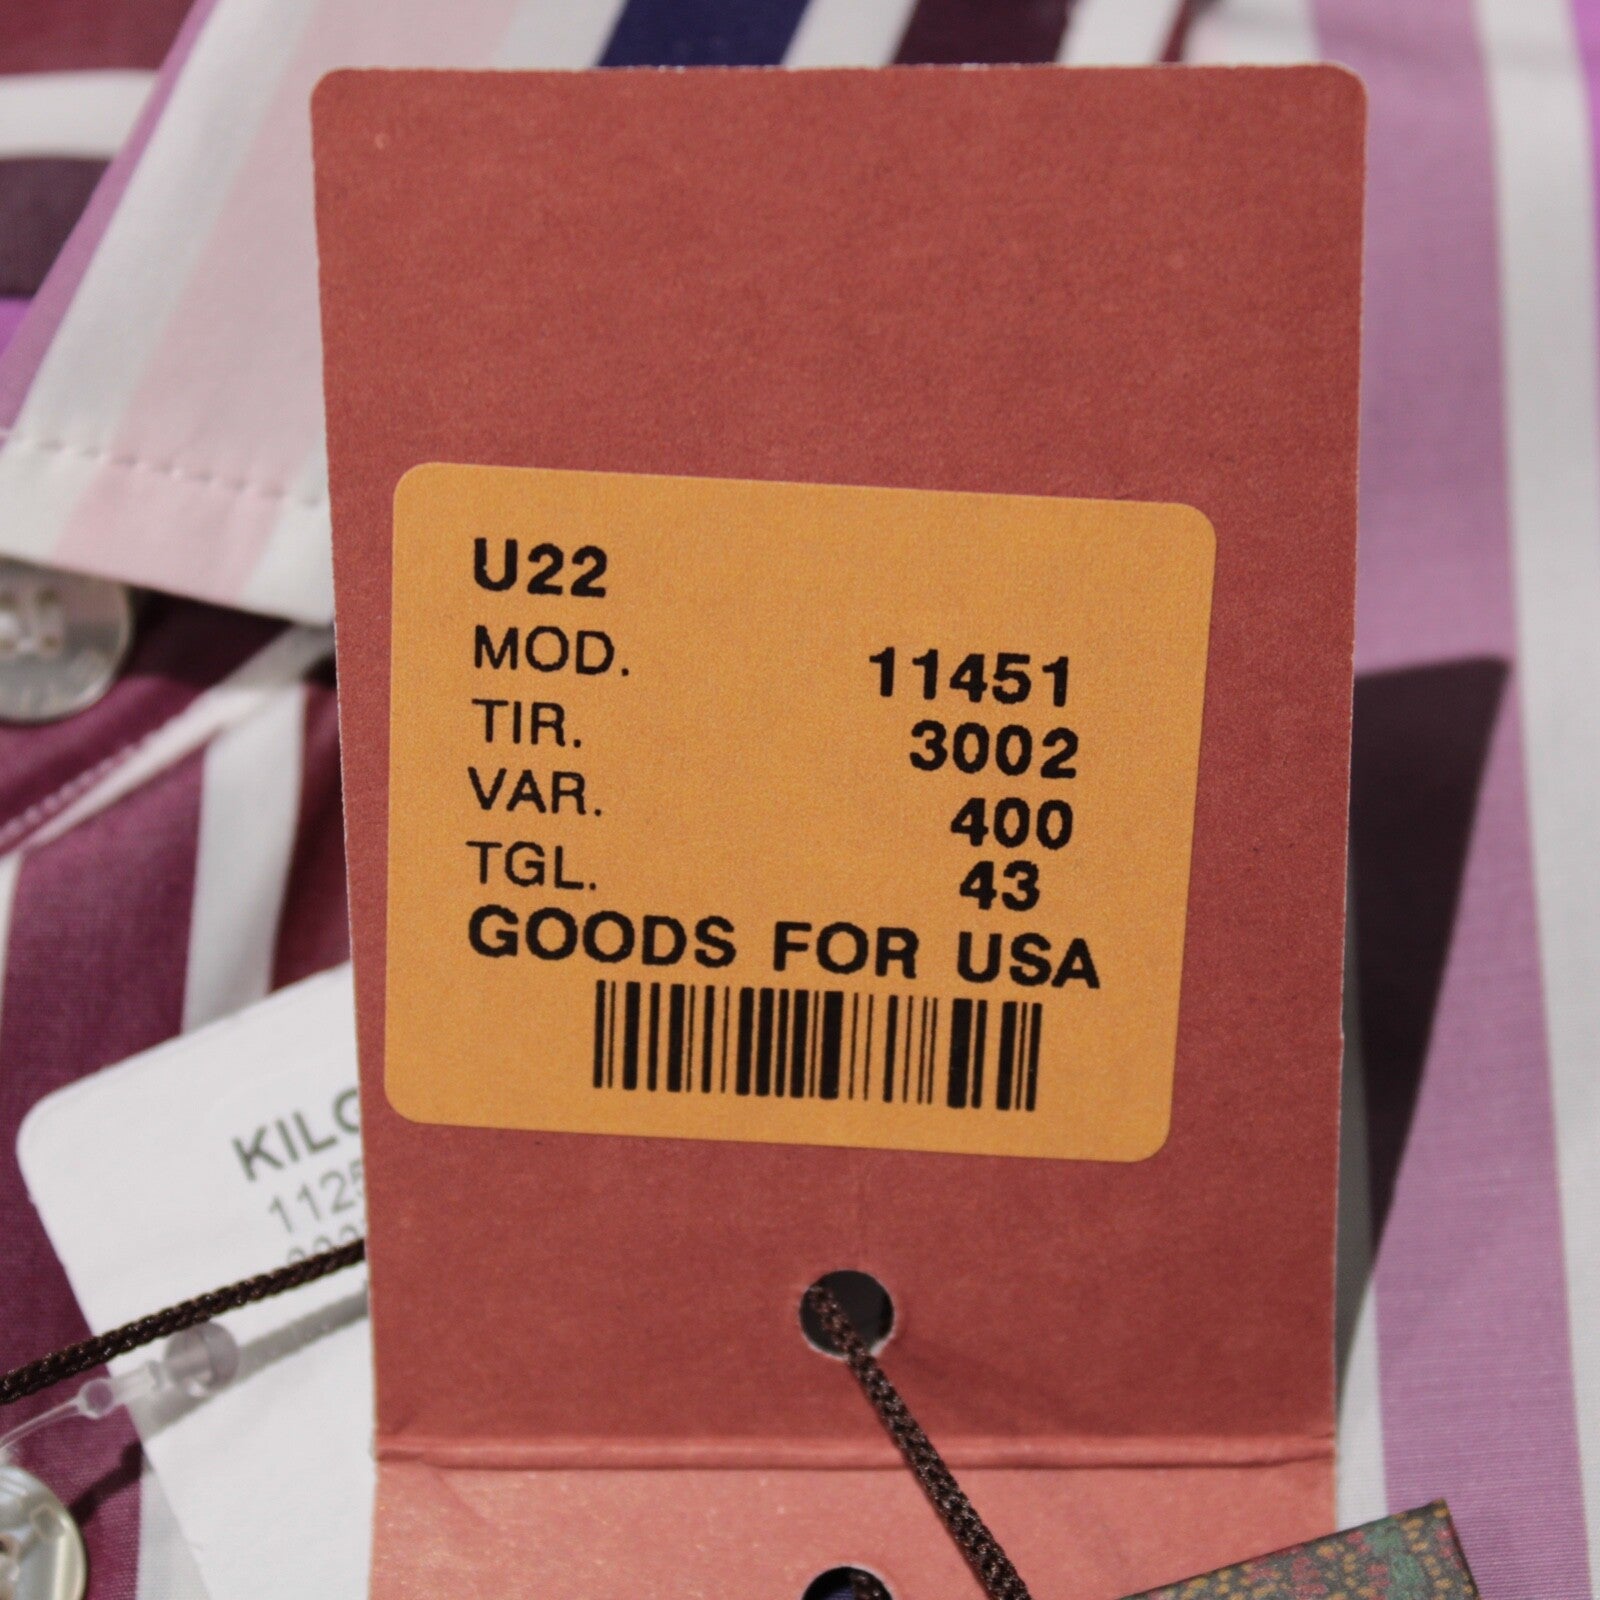 U22
MOD. 11451
TIR. 3002
VAR. 400
TGL. 43
GOODS FOR USA